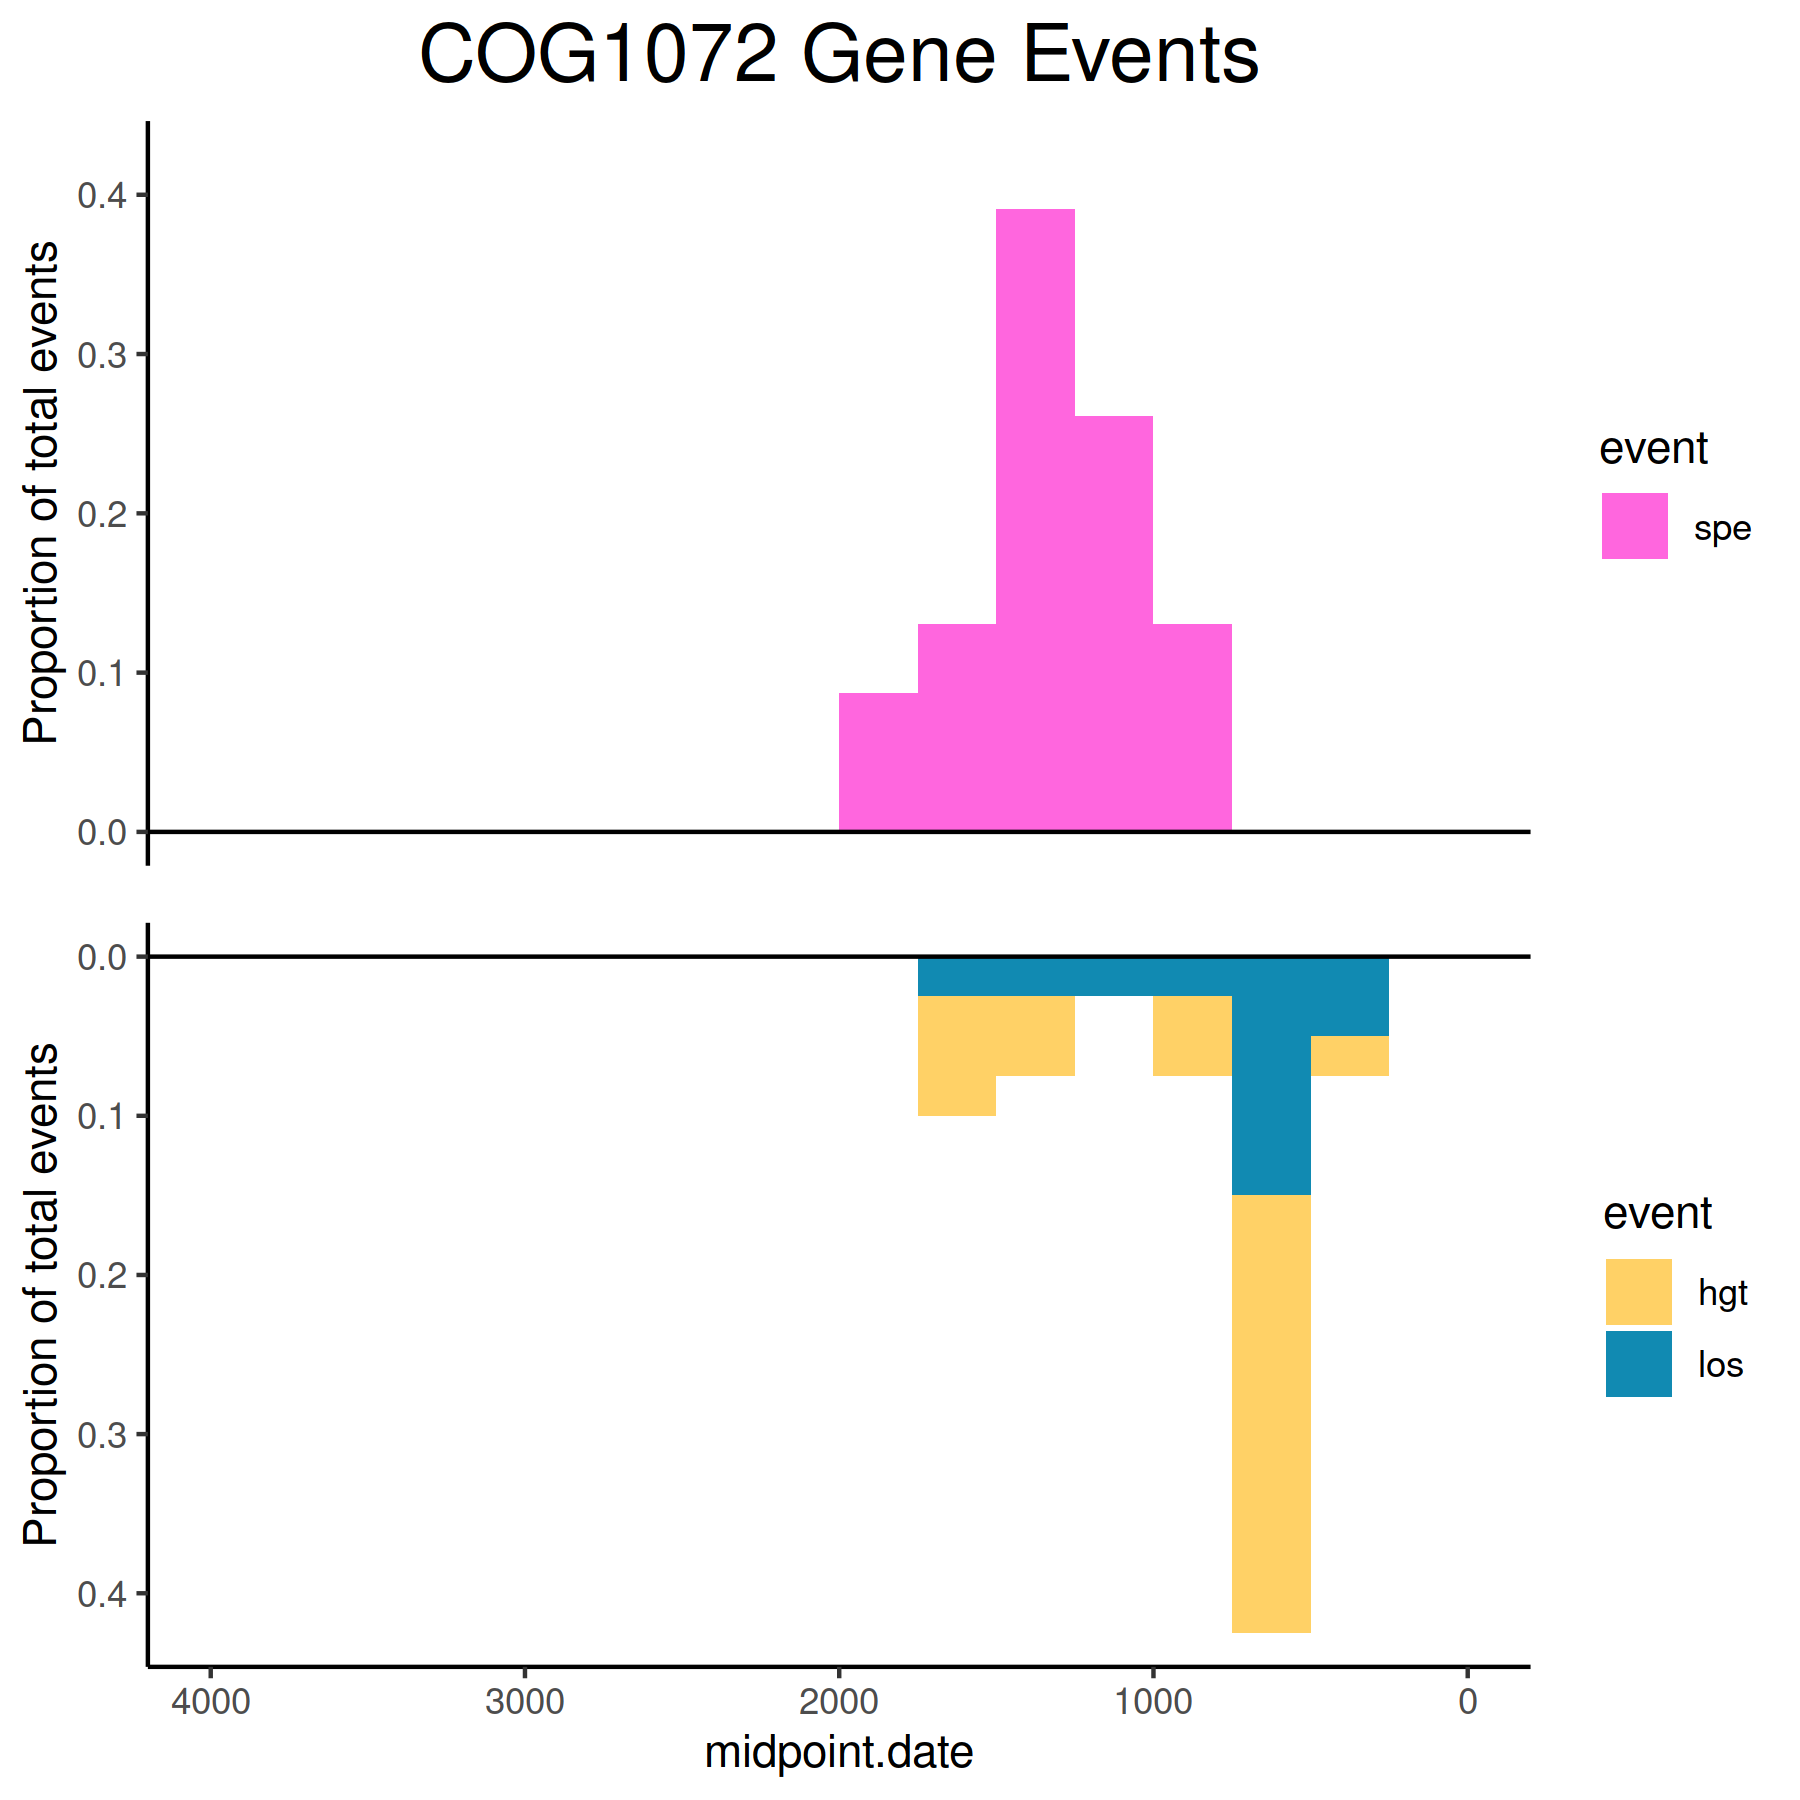 COG1072 Gene Events
Proportion of total events
0.4
0.3
0.2
0.1
0.0
event
spe
Proportion of total events
0.0
0.1
0.2
0.3
0.4
event
hgt
los
4000 3000 2000 1000 0
midpoint.date